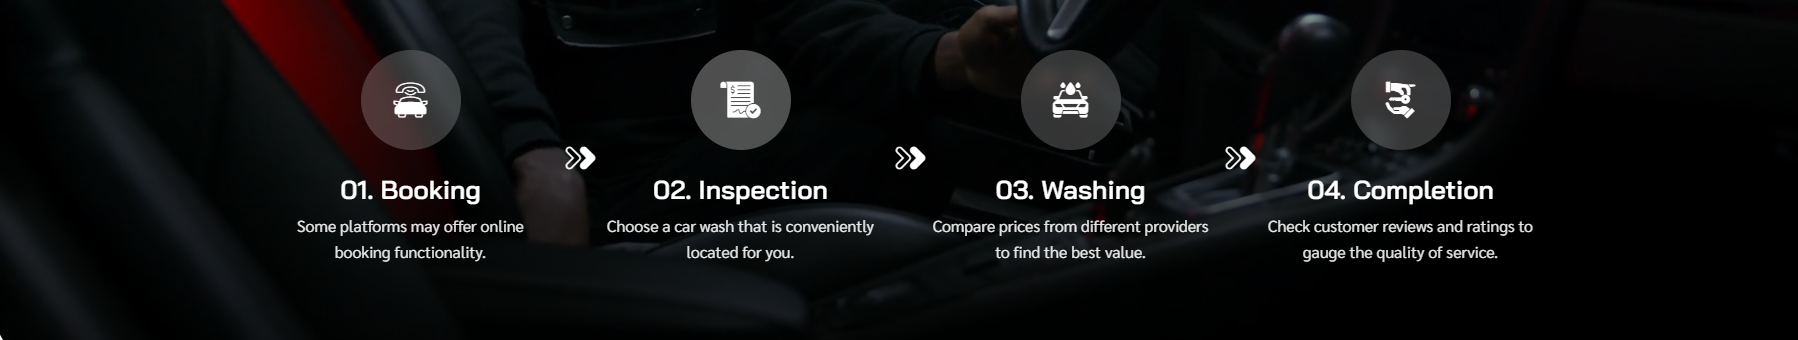 01. Booking
Some platforms may offer online
booking functionality.
02. Inspection
Choose a car wash that is conveniently
located for you.
03. Washing
Compare prices from different providers
to find the best value.
04. Completion
Check customer reviews and ratings to
gauge the quality of service.